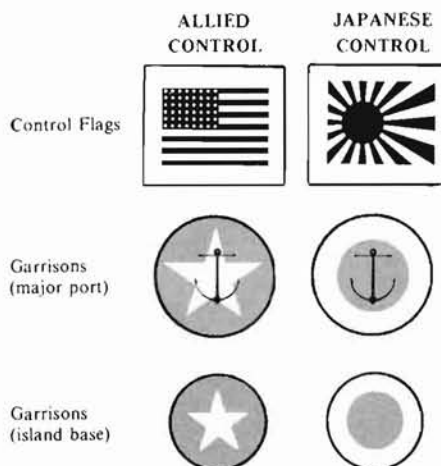 ALLIED
CONTROL
JAPANESE
CONTROL
Control Flags
Garrisons
(major port)
Garrisons
(island base)